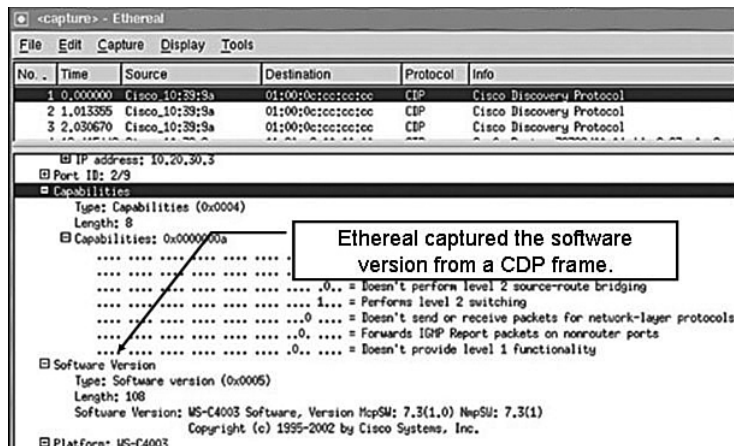 <capture> - Ethereal
File Edit Capture Display Tools
No. . Time Source Destination Protocol Info
1 0.000000 Cisco_10:39:9a 01:00:0c:cc:cc:cc CDP Cisco Discovery Protocol
2 1.013355 Cisco_10:39:9a 01:00:0c:cc:cc:cc CDP Cisco Discovery Protocol
3 2.030670 Cisco_10:39:9a 01:00:0c:cc:cc:cc CDP Cisco Discovery Protocol
IP address: 10.20.30.3
Port ID: 2/9
Capabilities
Type: Capabilities (0x0004)
Length: 8
Capabilities: 0x0000000a
Ethereal captured the software
version from a CDP frame.
.... .... .... .... .... .... .... .0.. = Doesn't perform level 2 source-route bridging
.... .... .... .... .... .... .... 1... = Performs level 2 switching
.... .... .... .... .... .... ...0 .... = Doesn't send or receive packets for network-layer protocols
.... .... .... .... .... .... ..0. .... = Forwards IGMP Report packets on nonrouter ports
.... .... .... .... .... .... .0.. .... = Doesn't provide level 1 functionality
Software Version
Type: Software version (0x0005)
Length: 108
Software Version: WS-C4003 Software, Version McpSW: 7.3(1.0) NmpSW: 7.3(1)
Copyright (c) 1995-2002 by Cisco Systems, Inc.
Platform: WS-C4003